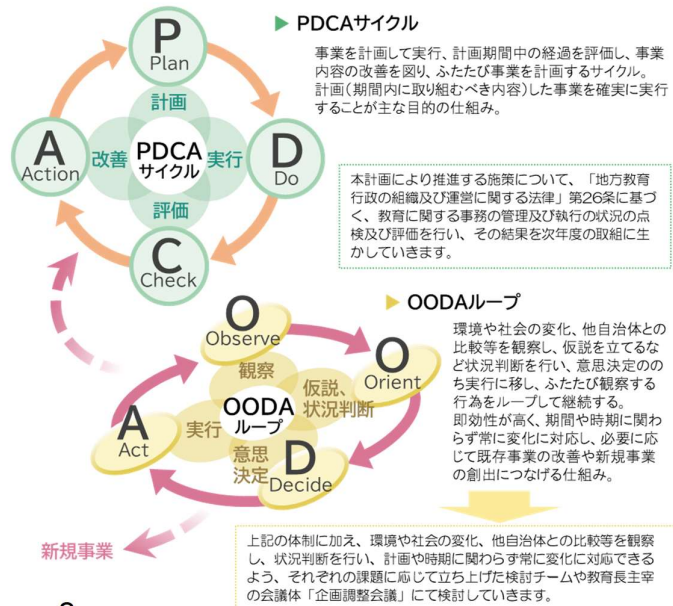 ▶ PDCAサイクル
事業を計画して実行、計画期間中の経過を評価し、事業
内容の改善を図り、ふたたび事業を計画するサイクル。
計画(期間内に取り組むべき内容)した事業を確実に実行
することが主な目的の仕組み。
P
Plan
計画
A
Action
改善
PDCA
サイクル
実行
D
Do
評価
C
Check
本計画により推進する施策について、「地方教育
行政の組織及び運営に関する法律」第26条に基づ
く、教育に関する事務の管理及び執行の状況の点
検及び評価を行い、その結果を次年度の取組に生
かしていきます。
▶ OODAループ
環境や社会の変化、他自治体との
比較等を観察し、仮説を立てるな
ど状況判断を行い、意思決定のの
ち実行に移し、ふたたび観察する
行為をループして継続する。
即効性が高く、期間や時期に関わ
らず常に変化に対応し、必要に応
じて既存事業の改善や新規事業
の創出につなげる仕組み。
O
Observe
観察
O
Orient
仮説、
状況判断
OODA
ループ
A
Act
実行
意思
決定
D
Decide
新規事業
上記の体制に加え、環境や社会の変化、他自治体との比較等を観察
し、状況判断を行い、計画や時期に関わらず常に変化に対応できる
よう、それぞれの課題に応じて立ち上げた検討チームや教育長主宰
の会議体「企画調整会議」にて検討していきます。